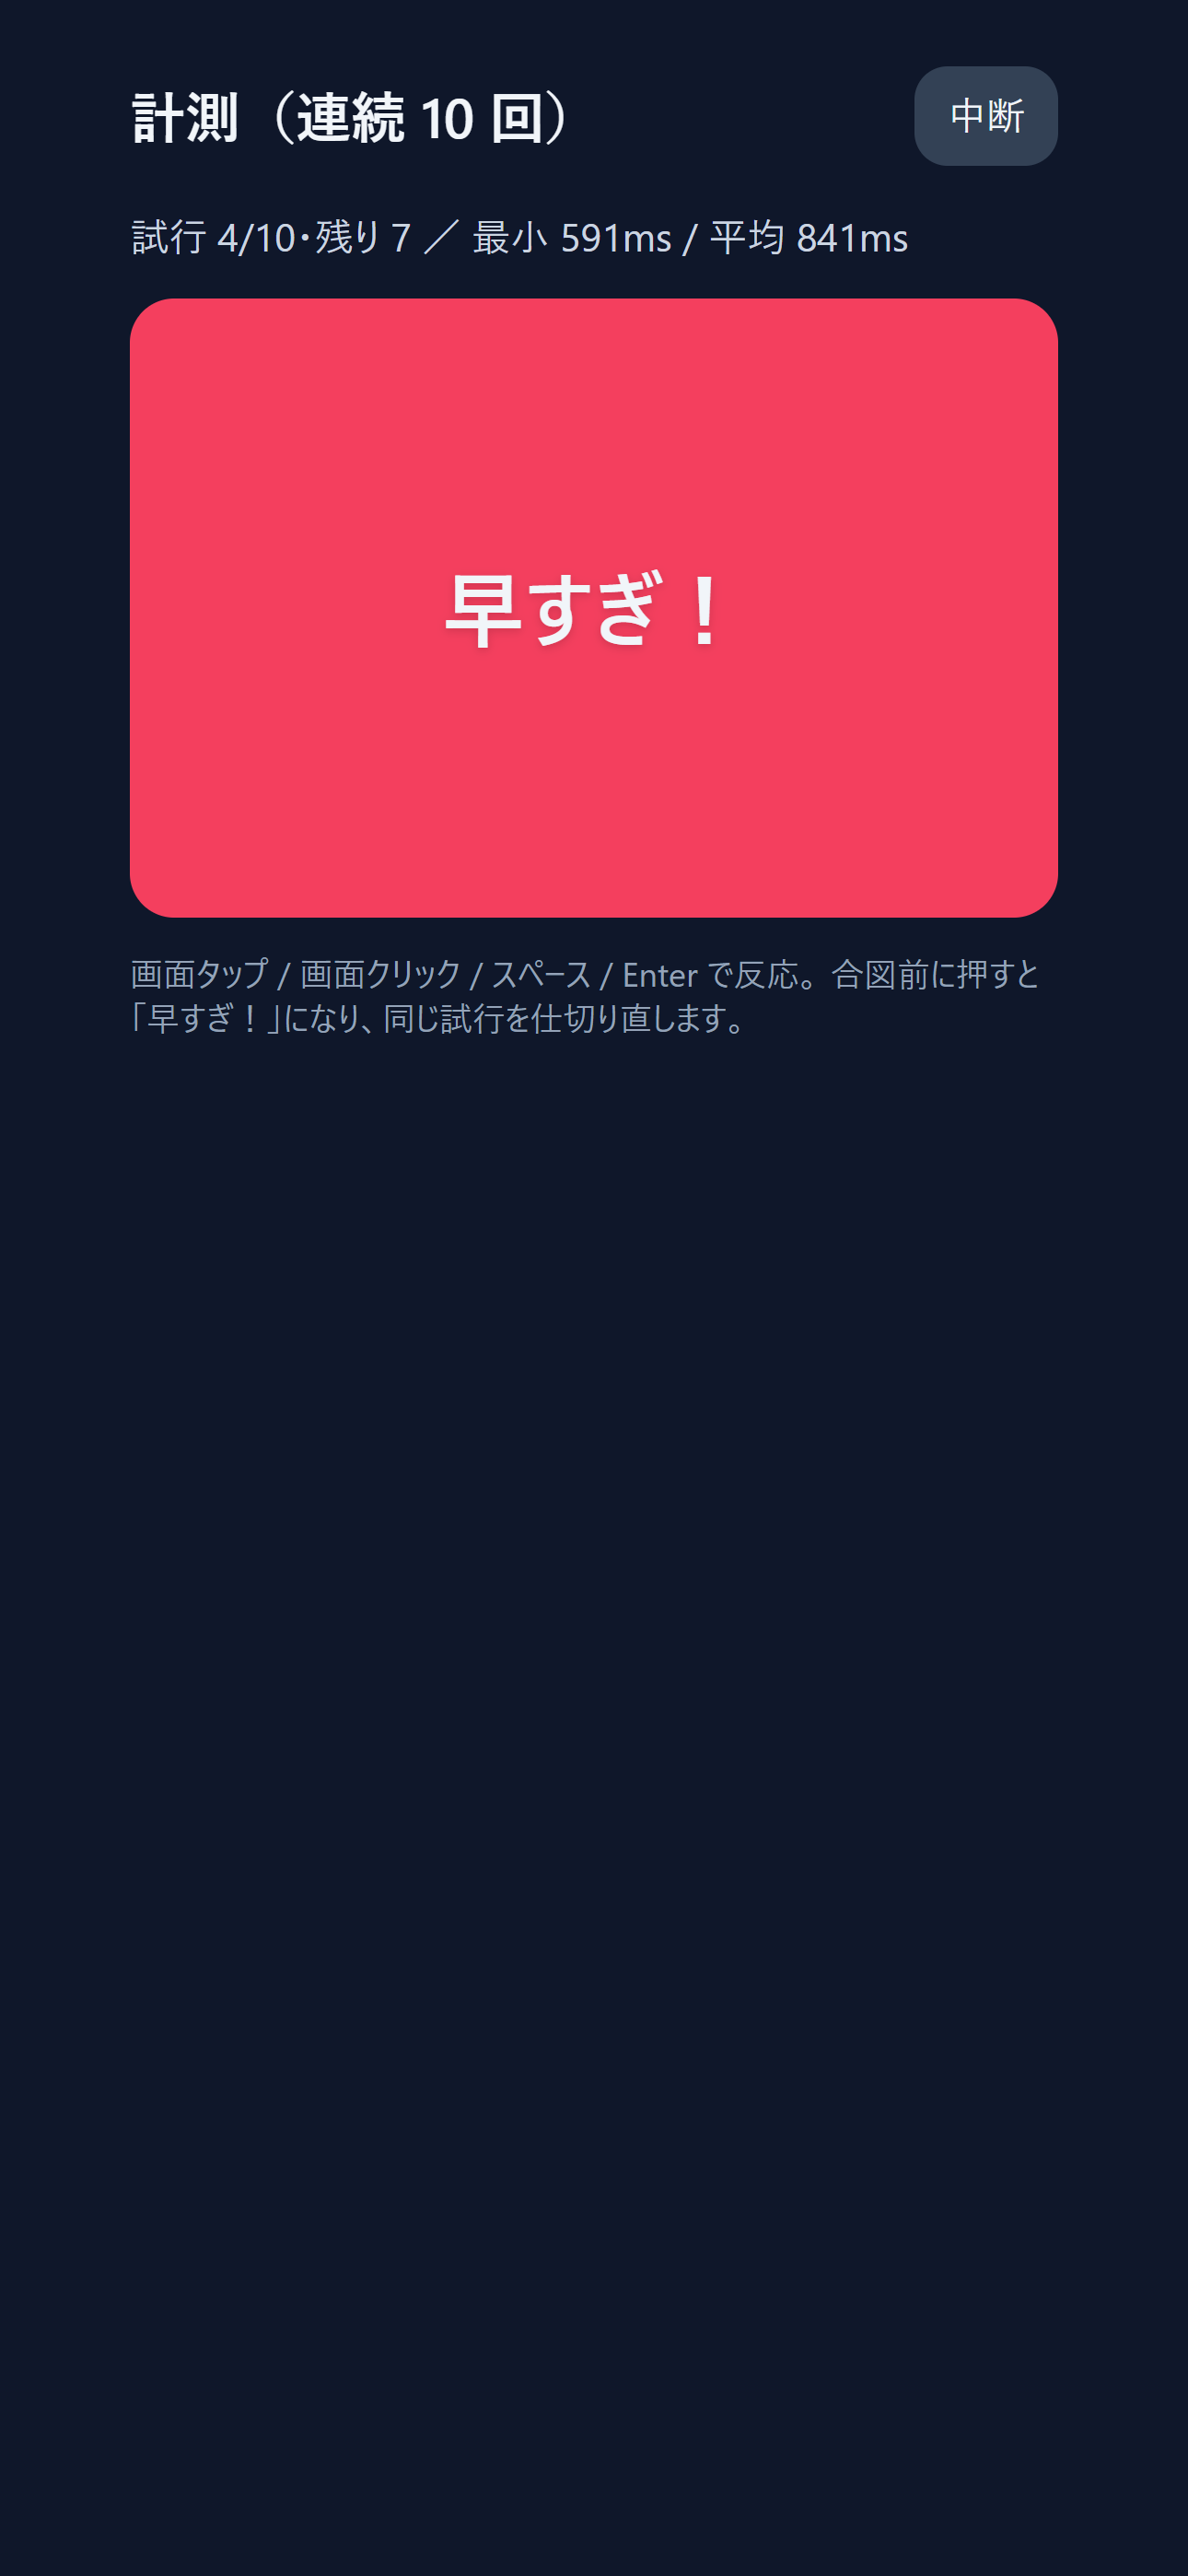 計測（連続 10 回）
中断
試行 4/10・残り 7 ／ 最小 591ms / 平均 841ms
早すぎ！
画面タップ / 画面クリック / スペース / Enter で反応。合図前に押すと
「早すぎ！」になり、同じ試行を仕切り直します。